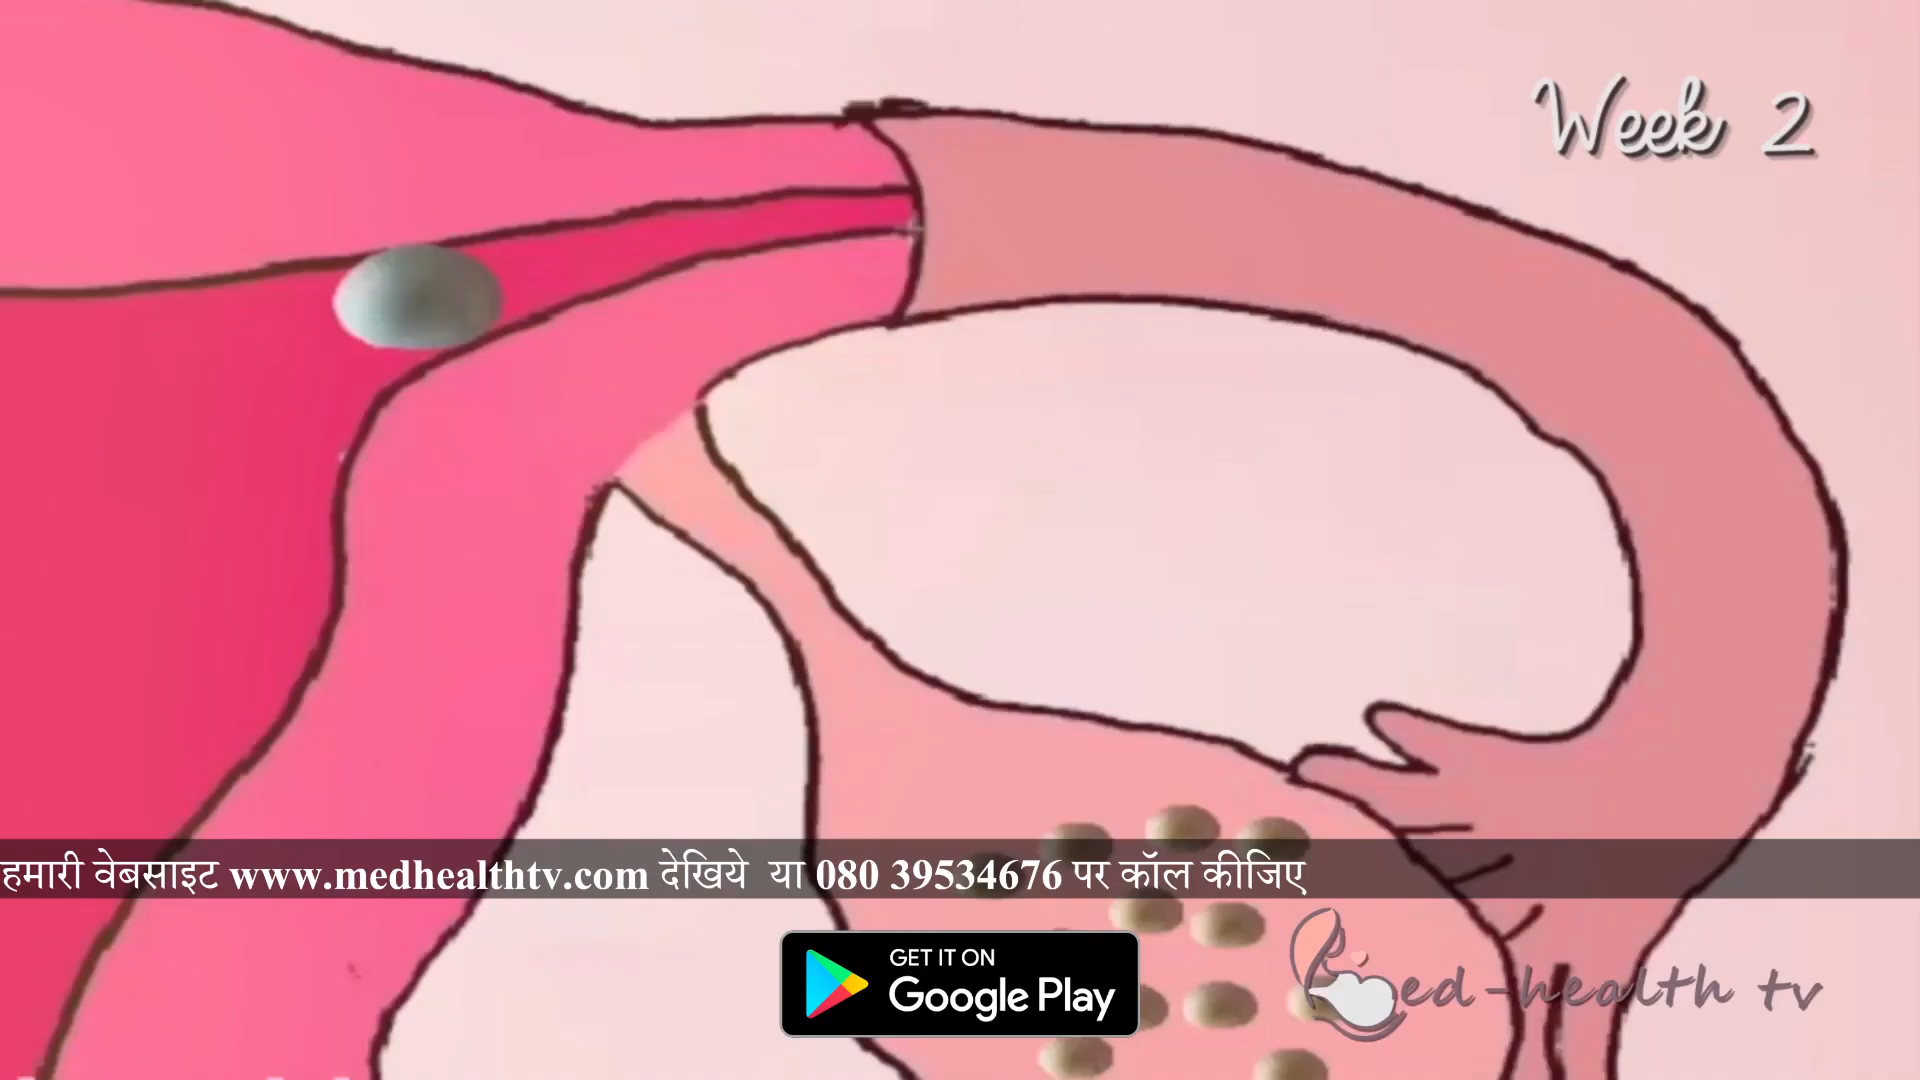 Week 2
हमारी वेबसाइट www.medhealthtv.com देखिये या 080 39534676 पर कॉल कीजिए
GET IT ON
Google Play
Med-health tv